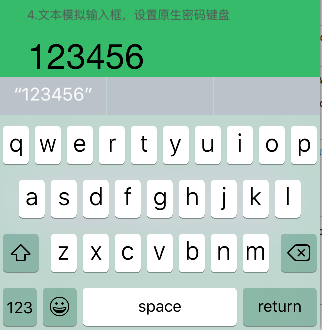 4.文本模拟输入框，设置原生密码键盘
123456
“123456”
q w e r t y u i o p
a s d f g h j k l
z x c v b n m
123 space return